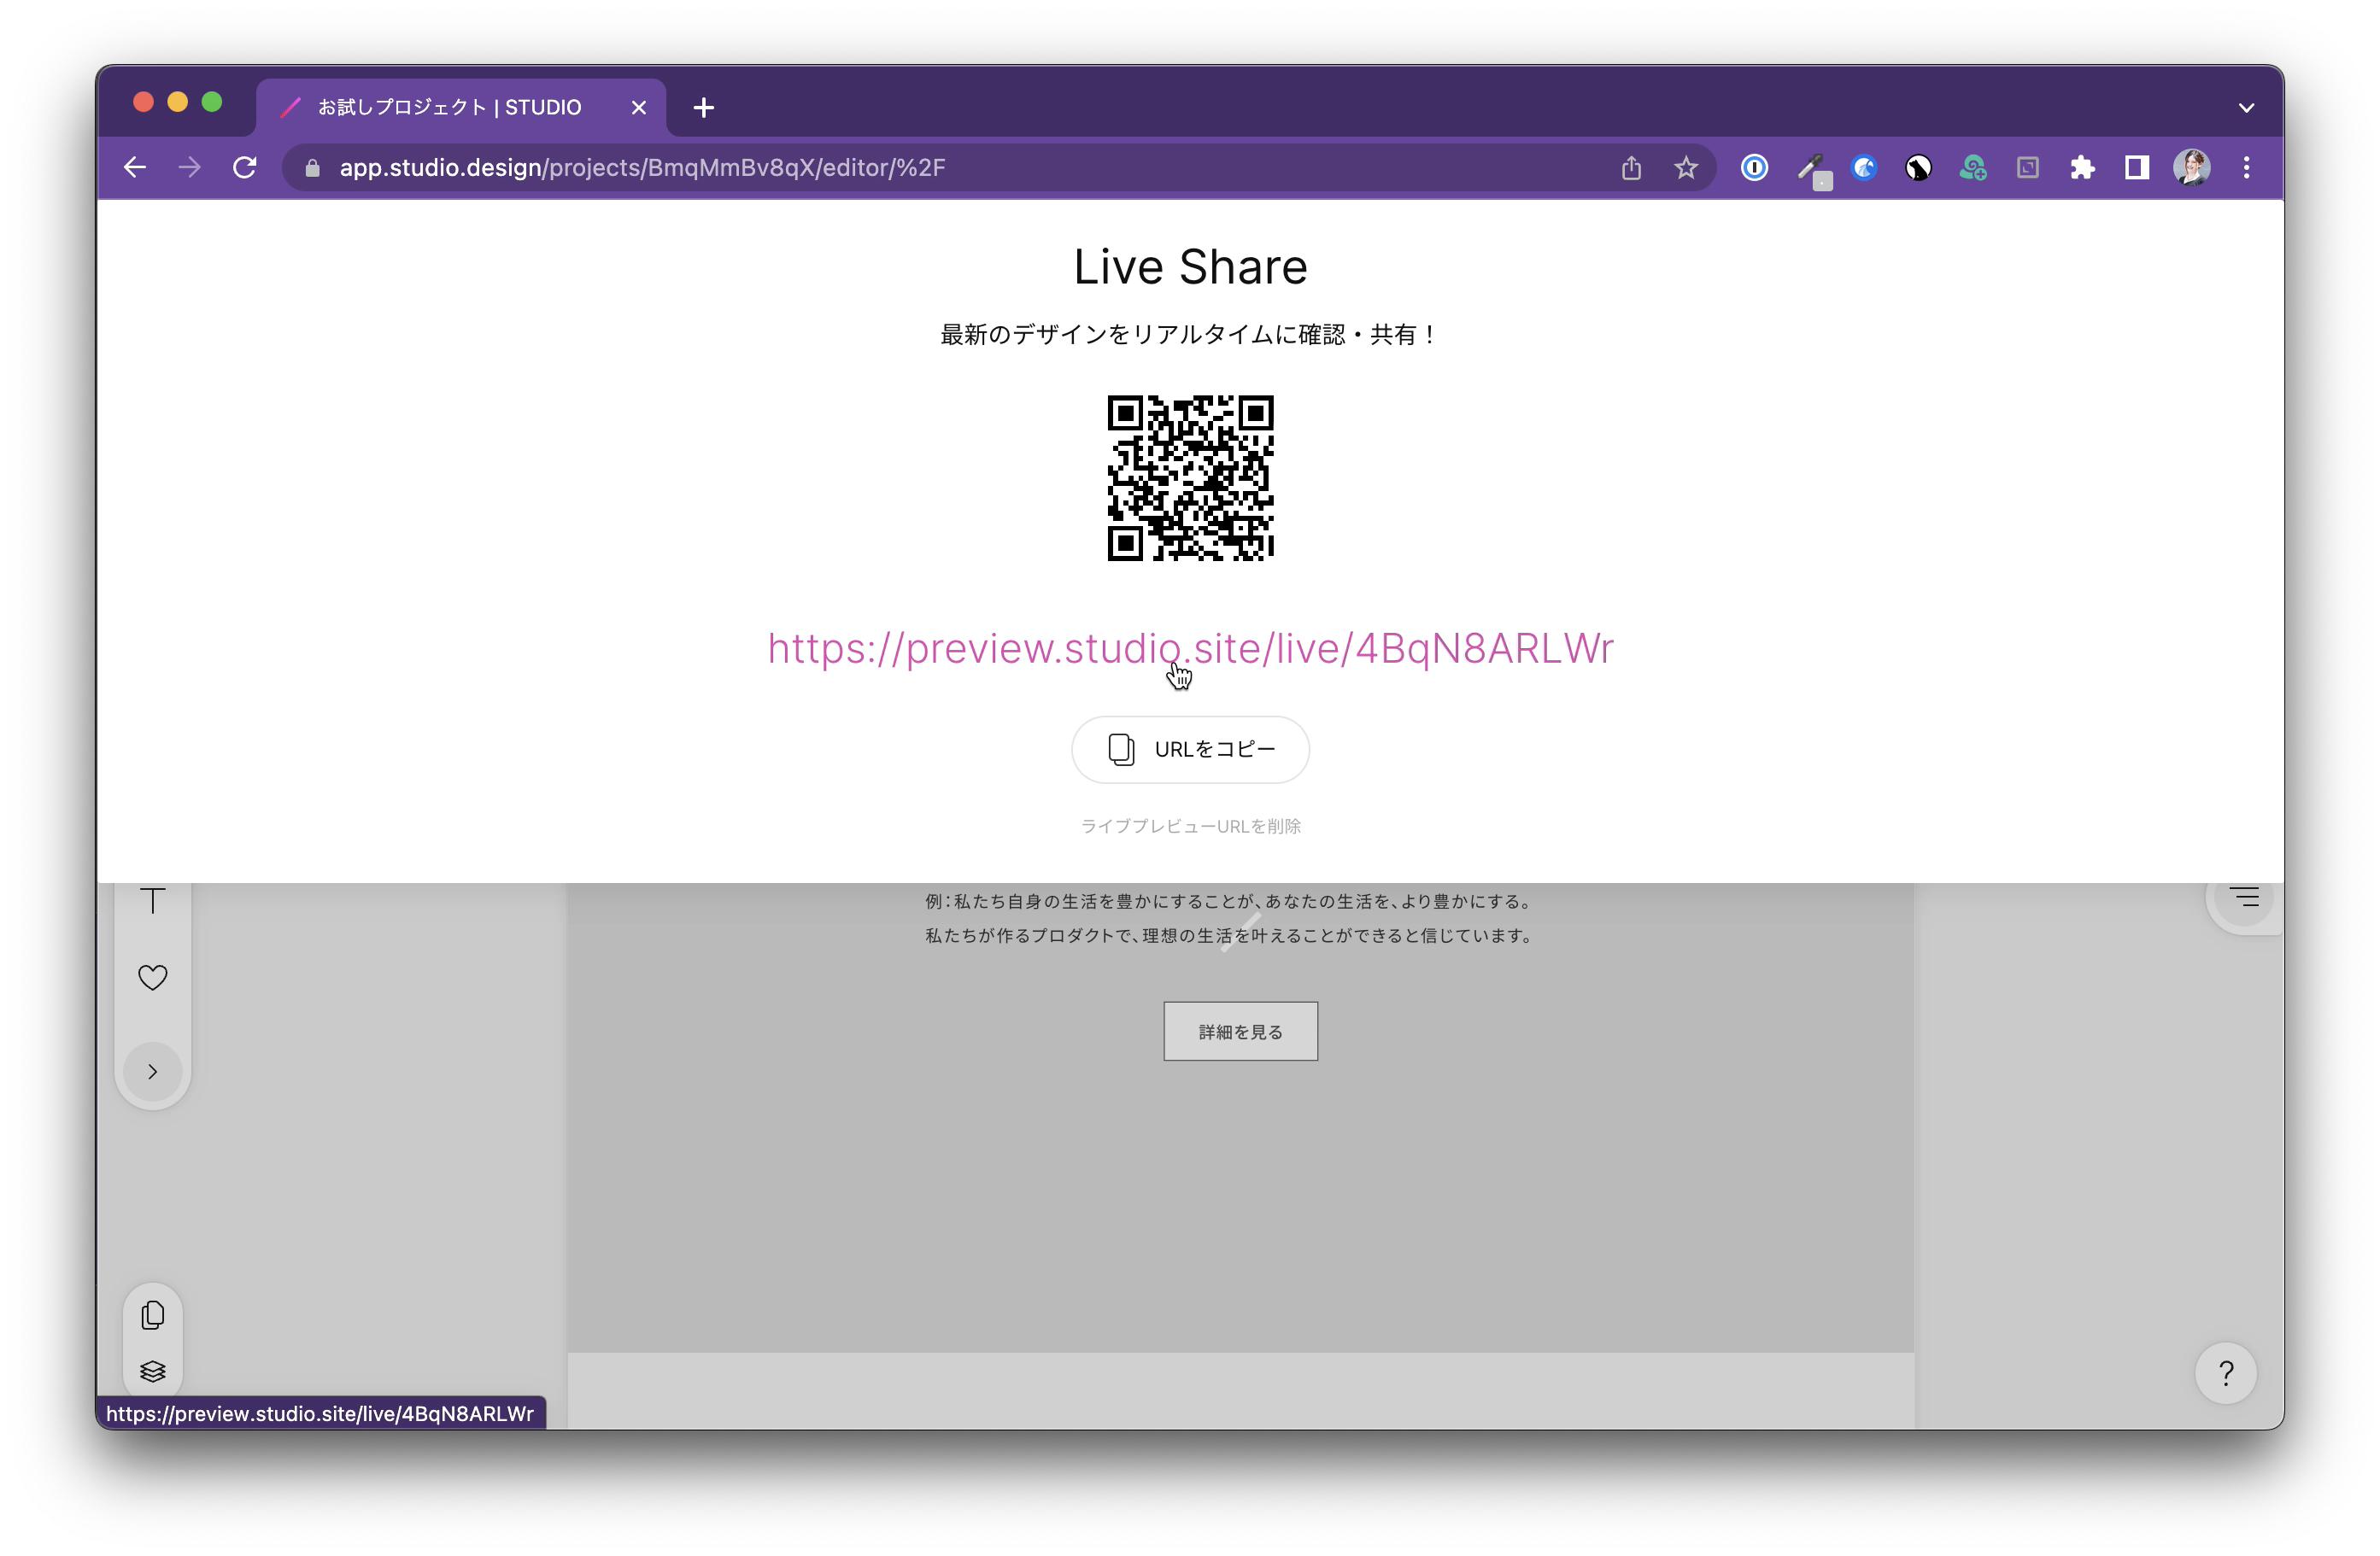 お試しプロジェクト | STUDIO
app.studio.design/projects/BmqMmBv8qX/editor/%2F
Live Share
最新のデザインをリアルタイムに確認・共有！
https://preview.studio.site/live/4BqN8ARLWr
URLをコピー
ライブプレビューURLを削除
例：私たち自身の生活を豊かにすることが、あなたの生活を、より豊かにする。
私たちが作るプロダクトで、理想の生活を叶えることができると信じています。
詳細を見る
?
https://preview.studio.site/live/4BqN8ARLWr